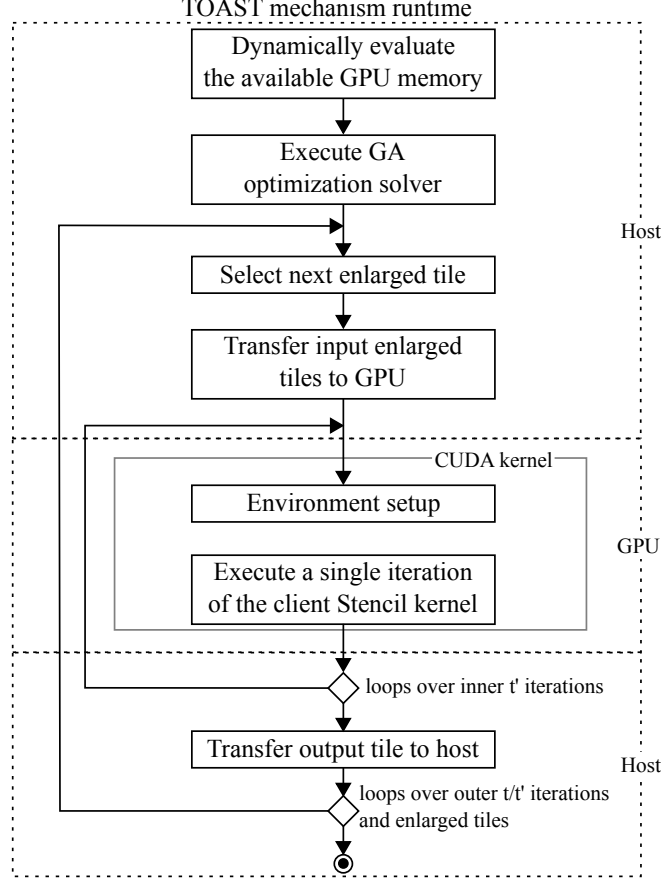 TOAST mechanism runtime
Dynamically evaluate
the available GPU memory
Execute GA
optimization solver
Host
Select next enlarged tile
Transfer input enlarged
tiles to GPU
CUDA kernel
Environment setup
GPU
Execute a single iteration
of the client Stencil kernel
loops over inner t' iterations
Transfer output tile to host
Host
loops over outer t/t' iterations
and enlarged tiles